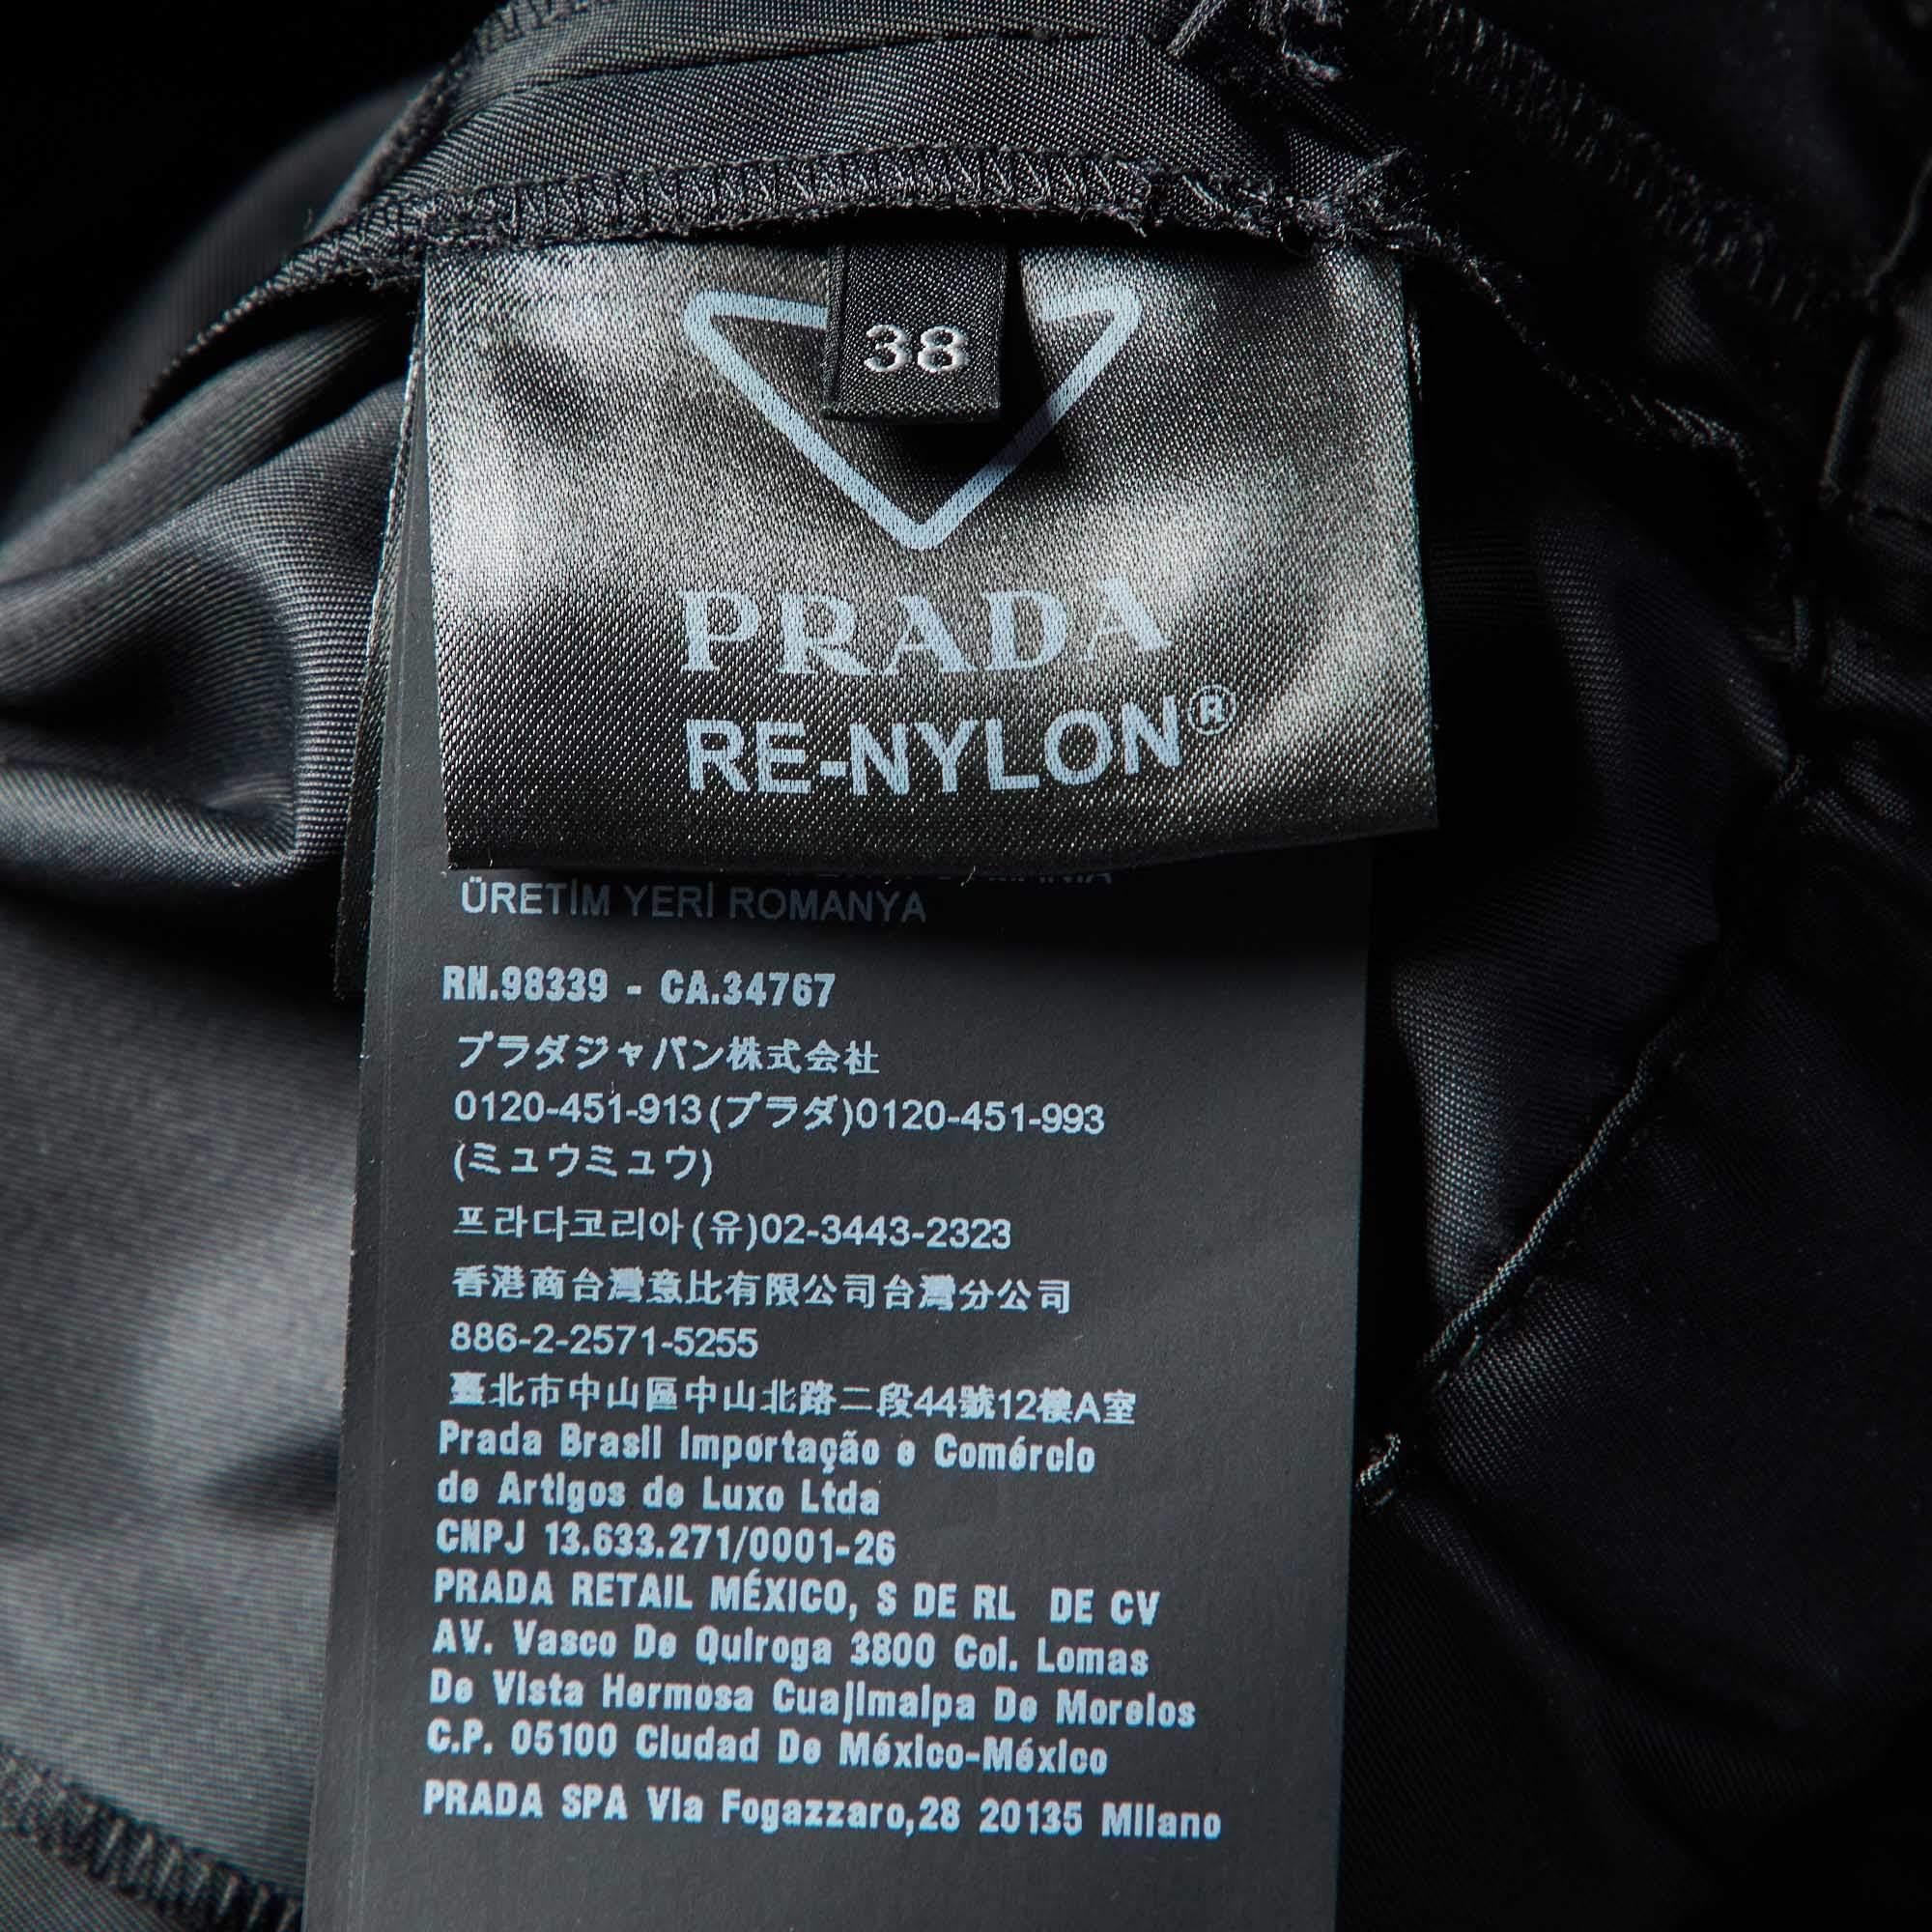 38
PRADA
RE-NYLON®
ÜRETİM YERİ ROMANYA
RN.98339 - CA.34767
プラダジャパン株式会社
0120-451-913(プラダ)0120-451-993
(ミュウミュウ)
프라다코리아(유)02-3443-2323
香港商台灣意比有限公司台灣分公司
886-2-2571-5255
臺北市中山區中山北路二段44號12樓A室
Prada Brasil Importação e Comércio
de Artigos de Luxo Ltda
CNPJ 13.633.271/0001-26
PRADA RETAIL MÉXICO, S DE RL DE CV
AV. Vasco De Quiroga 3800 Col. Lomas
De Vista Hermosa Cuajimalpa De Morelos
C.P. 05100 Ciudad De México-México
PRADA SPA Via Fogazzaro,28 20135 Milano